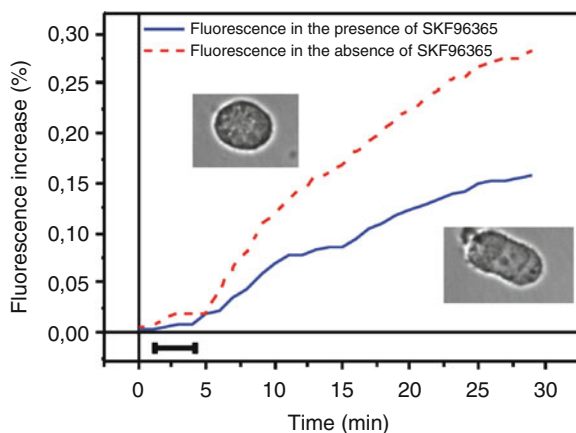 Fluorescence in the presence of SKF96365
Fluorescence in the absence of SKF96365
0,30
0,25
0,20
0,15
0,10
0,05
0,00
Fluorescence increase (%)
0 5 10 15 20 25 30
Time (min)